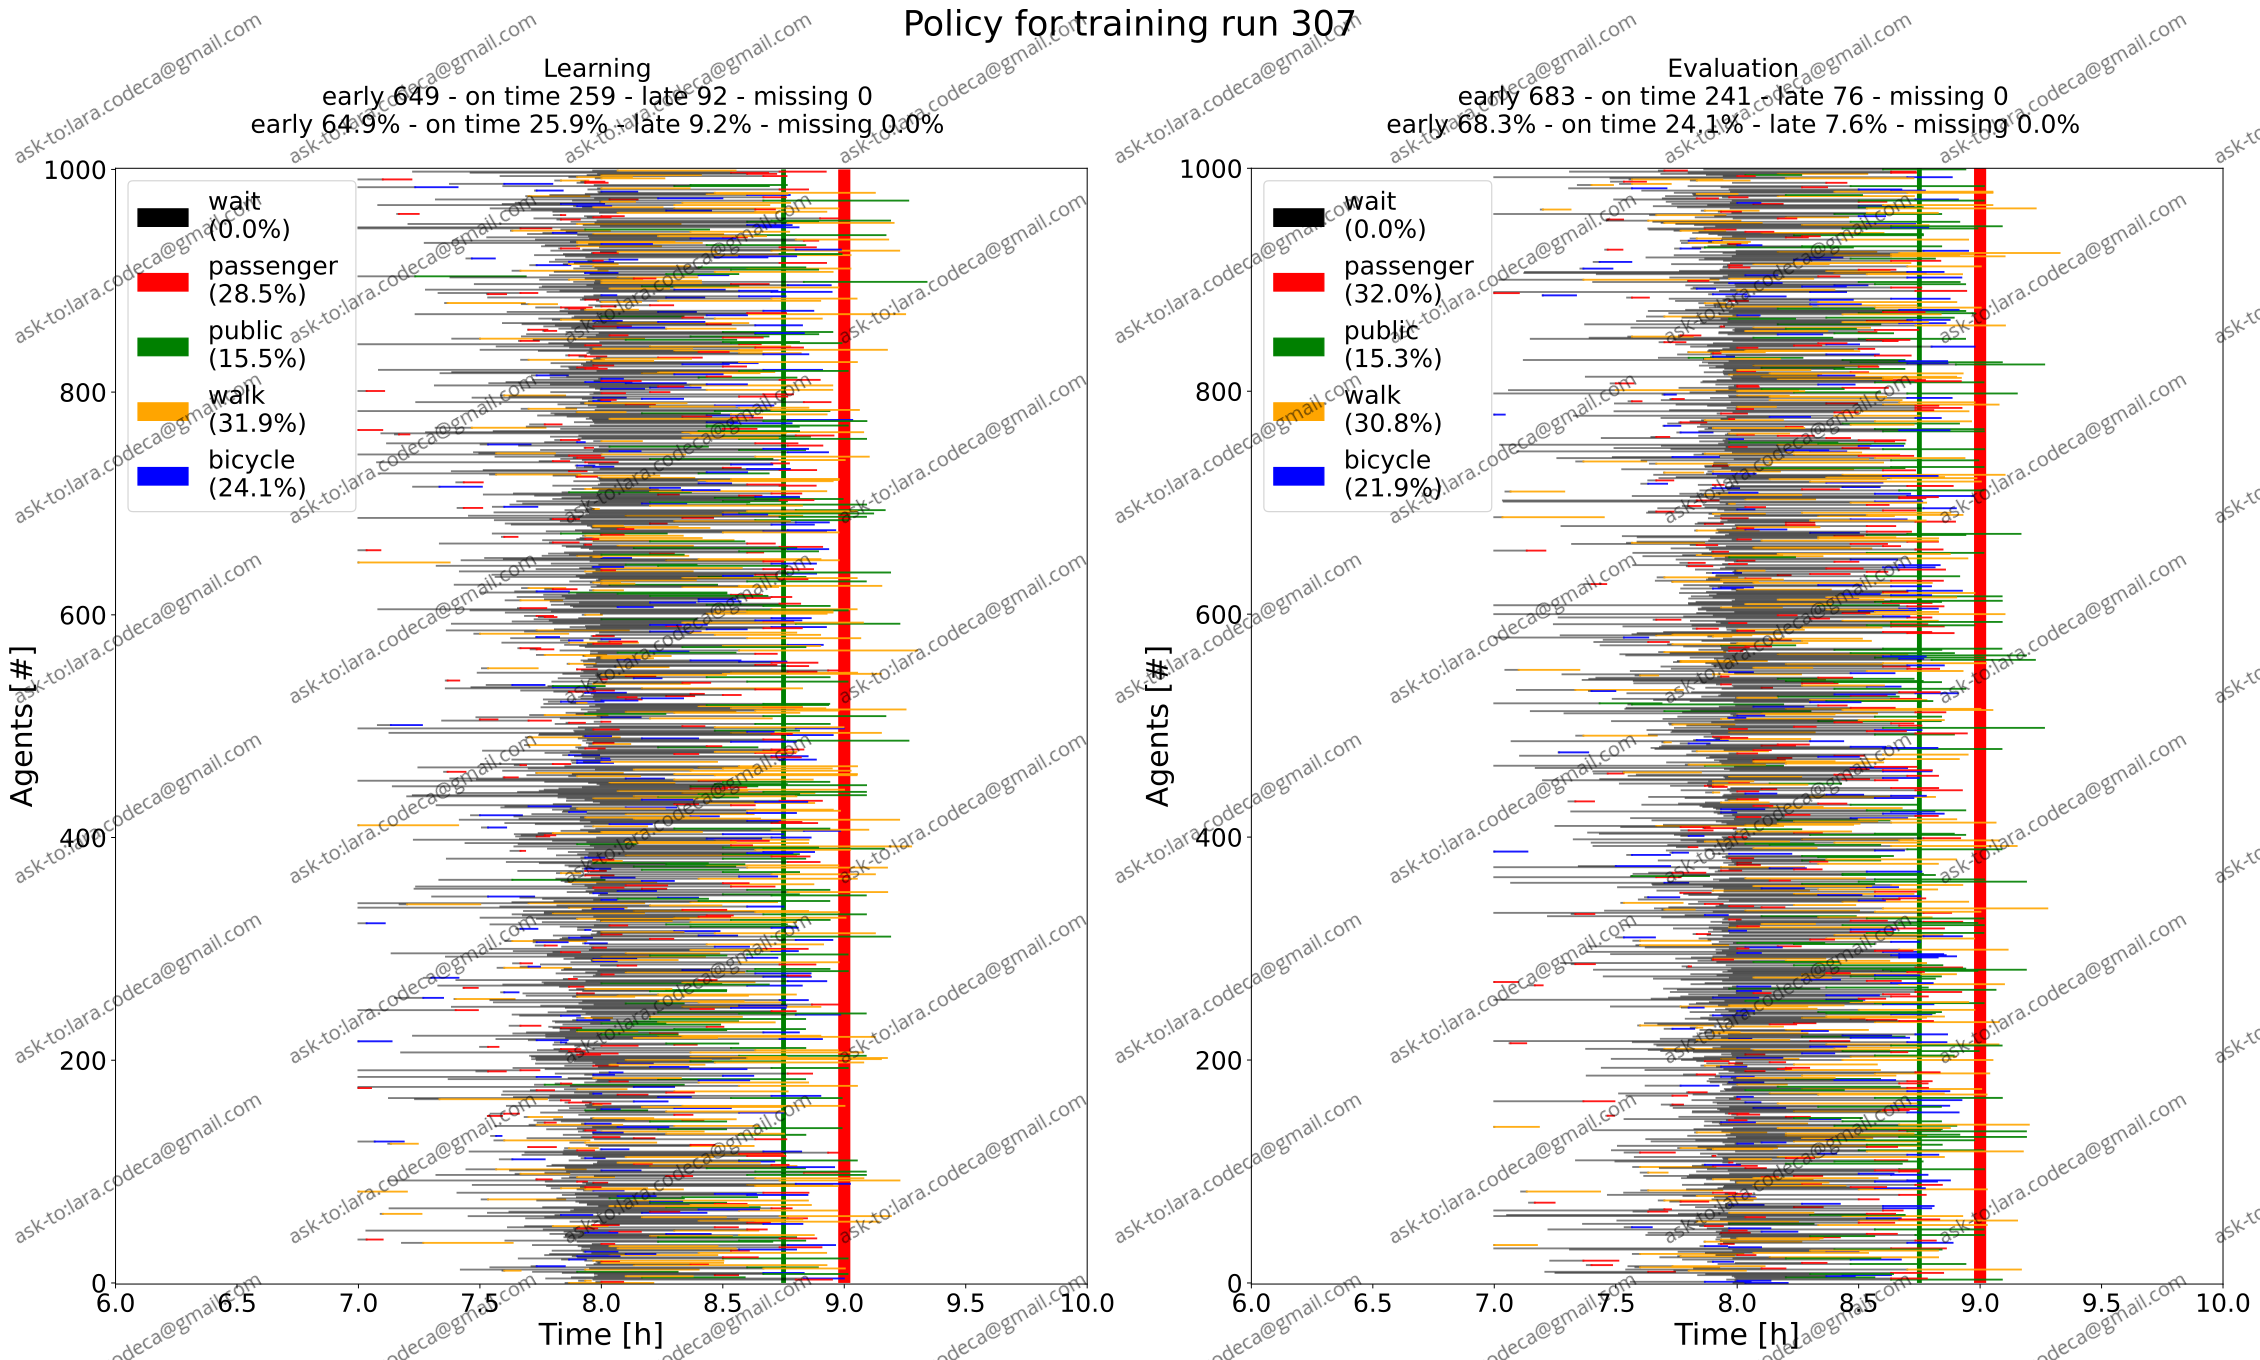 Policy for training run 307
Learning
early 649 - on time 259 - late 92 - missing 0
early 64.9% - on time 25.9% - late 9.2% - missing 0.0%
1000
800
600
400
200
0
Agents [#]
wait
(0.0%)
passenger
(28.5%)
public
(15.5%)
walk
(31.9%)
bicycle
(24.1%)
6.0 6.5 7.0 7.5 8.0 8.5 9.0 9.5 10.0
Time [h]
Evaluation
early 683 - on time 241 - late 76 - missing 0
early 68.3% - on time 24.1% - late 7.6% - missing 0.0%
1000
800
600
400
200
0
Agents [#]
wait
(0.0%)
passenger
(32.0%)
public
(15.3%)
walk
(30.8%)
bicycle
(21.9%)
6.0 6.5 7.0 7.5 8.0 8.5 9.0 9.5 10.0
Time [h]
ask-to:lara.codeca@gmail.com